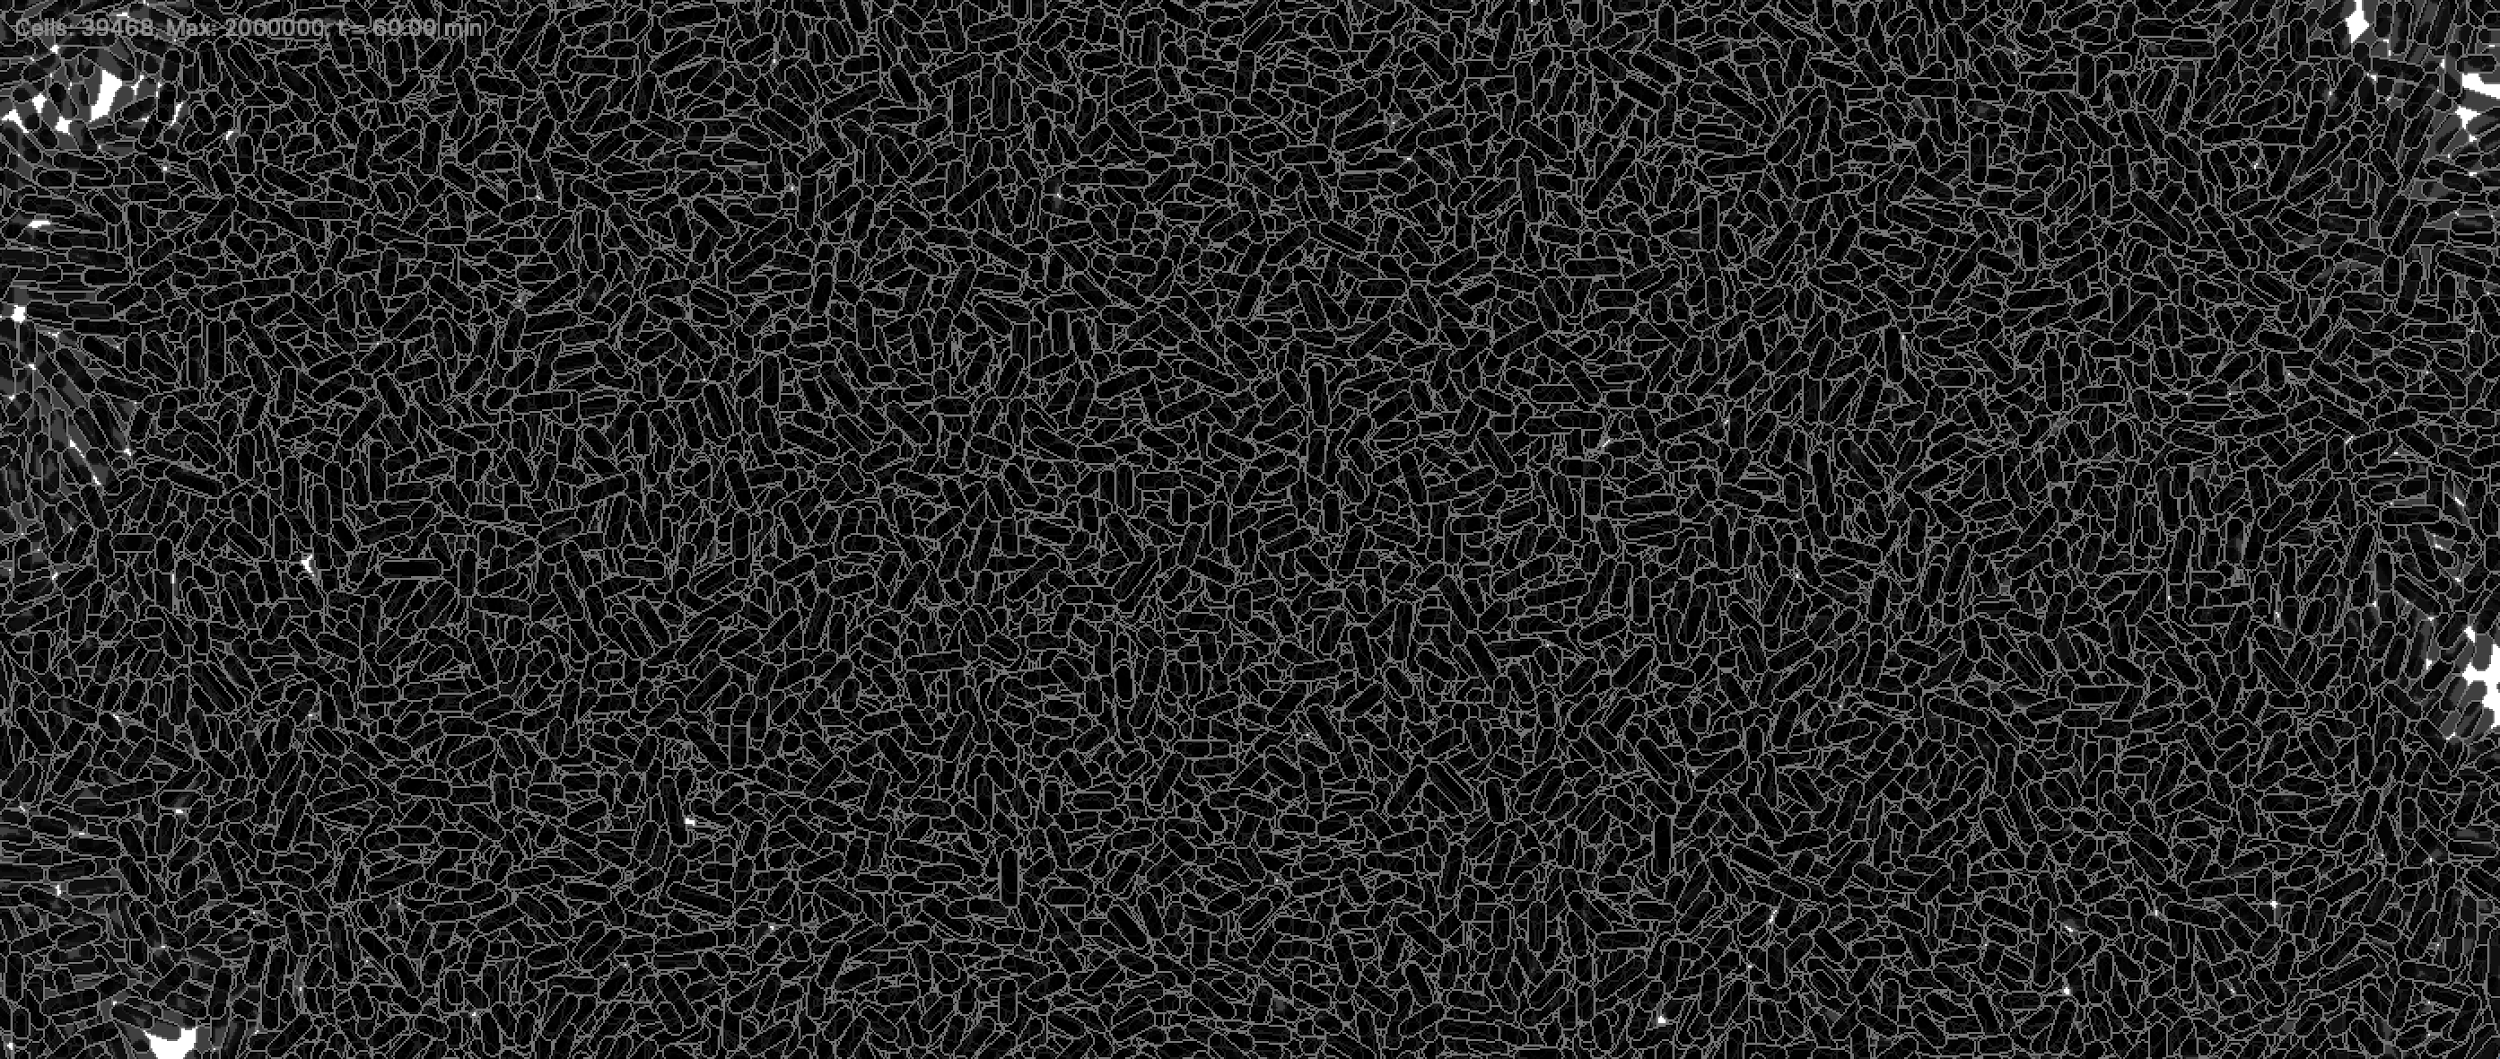 Cells: 39468, Max: 2000000, t = 60.00 min